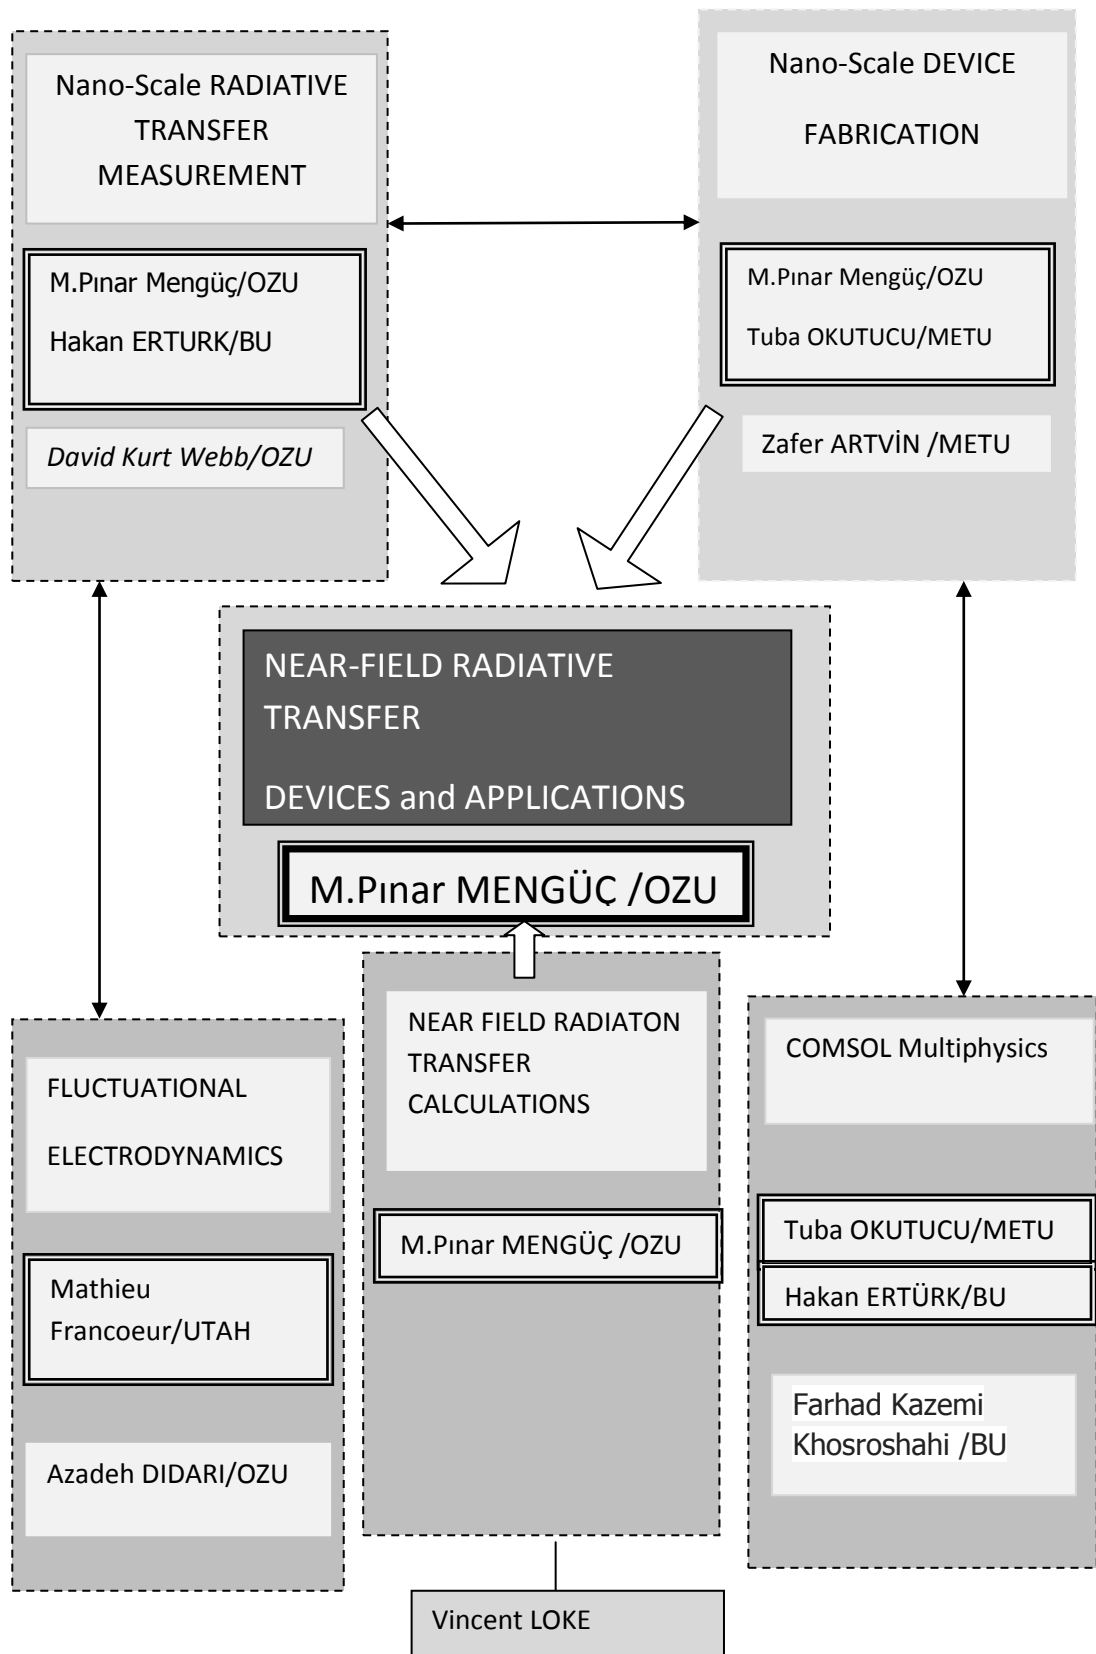 Nano-Scale RADIATIVE
TRANSFER
MEASUREMENT
M.Pınar Mengüç/OZU
Hakan ERTURK/BU
David Kurt Webb/OZU
Nano-Scale DEVICE
FABRICATION
M.Pınar Mengüç/OZU
Tuba OKUTUCU/METU
Zafer ARTVİN /METU
NEAR-FIELD RADIATIVE
TRANSFER
DEVICES and APPLICATIONS
M.Pınar MENGÜÇ /OZU
FLUCTUATIONAL
ELECTRODYNAMICS
Mathieu
Francoeur/UTAH
Azadeh DIDARI/OZU
NEAR FIELD RADIATON
TRANSFER
CALCULATIONS
M.Pınar MENGÜÇ /OZU
COMSOL Multiphysics
Tuba OKUTUCU/METU
Hakan ERTÜRK/BU
Farhad Kazemi
Khosroshahi /BU
Vincent LOKE